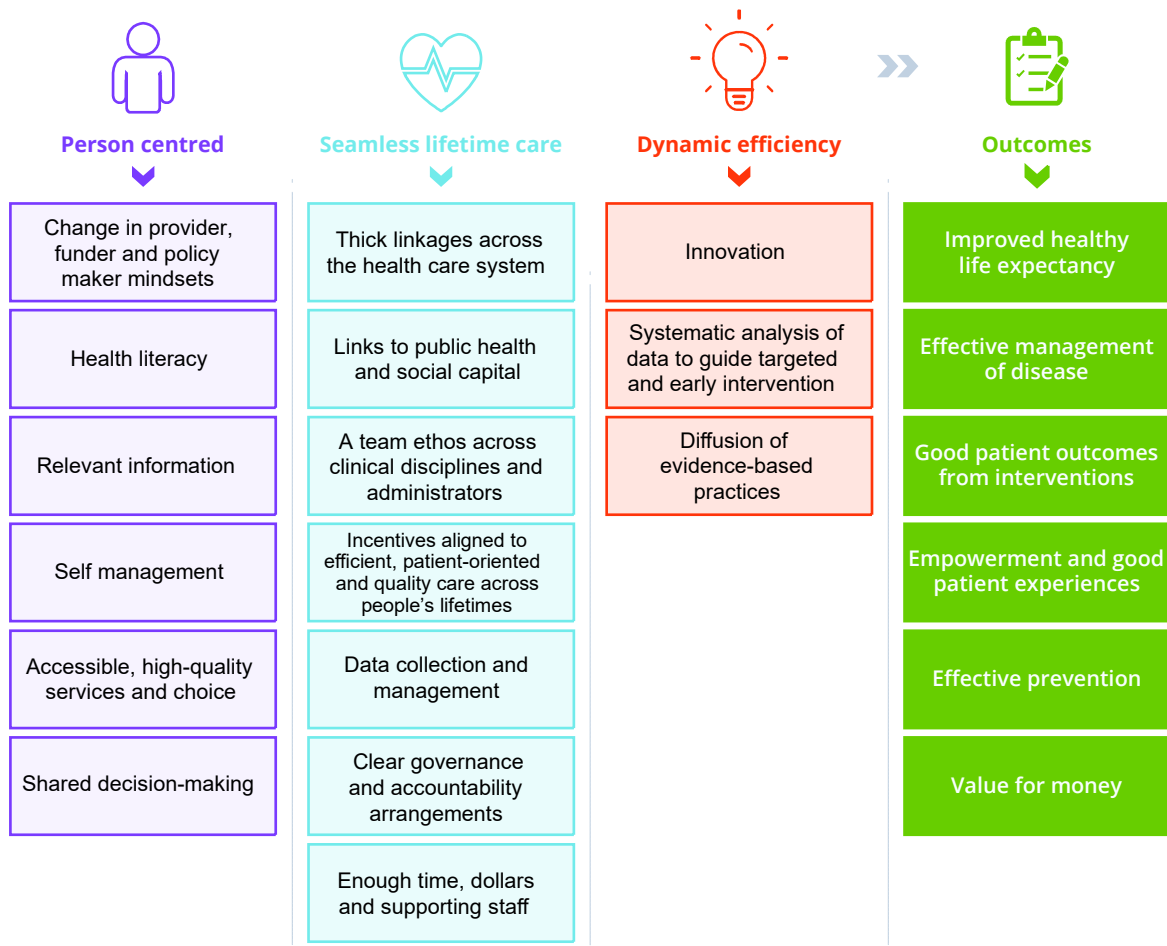 Person centred
Change in provider,
funder and policy
maker mindsets
Health literacy
Relevant information
Self management
Accessible, high-quality
services and choice
Shared decision-making
Seamless lifetime care
Thick linkages across
the health care system
Links to public health
and social capital
A team ethos across
clinical disciplines and
administrators
Incentives aligned to
efficient, patient-oriented
and quality care across
people’s lifetimes
Data collection and
management
Clear governance
and accountability
arrangements
Enough time, dollars
and supporting staff
Dynamic efficiency
Innovation
Systematic analysis of
data to guide targeted
and early intervention
Diffusion of
evidence-based
practices
Outcomes
Improved healthy
life expectancy
Effective management
of disease
Good patient outcomes
from interventions
Empowerment and good
patient experiences
Effective prevention
Value for money